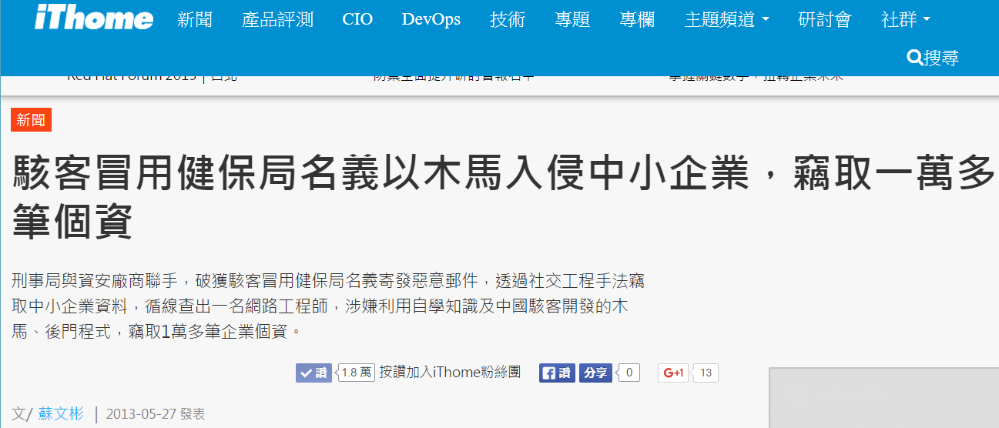 iThome 新聞 產品評測 CIO DevOps 技術 專題 專欄 主題頻道 研討會 社群
搜尋
Red Hat Forum 2015 | 台北
新聞
駭客冒用健保局名義以木馬入侵中小企業，竊取一萬多
筆個資
刑事局與資安廠商聯手，破獲駭客冒用健保局名義寄發惡意郵件，透過社交工程手法竊
取中小企業資料，循線查出一名網路工程師，涉嫌利用自學知識及中國駭客開發的木
馬、後門程式，竊取1萬多筆企業個資。
讚 1.8 萬 按讚加入iThome粉絲團 讚 分享 0 G+1 13
文/ 蘇文彬 | 2013-05-27 發表